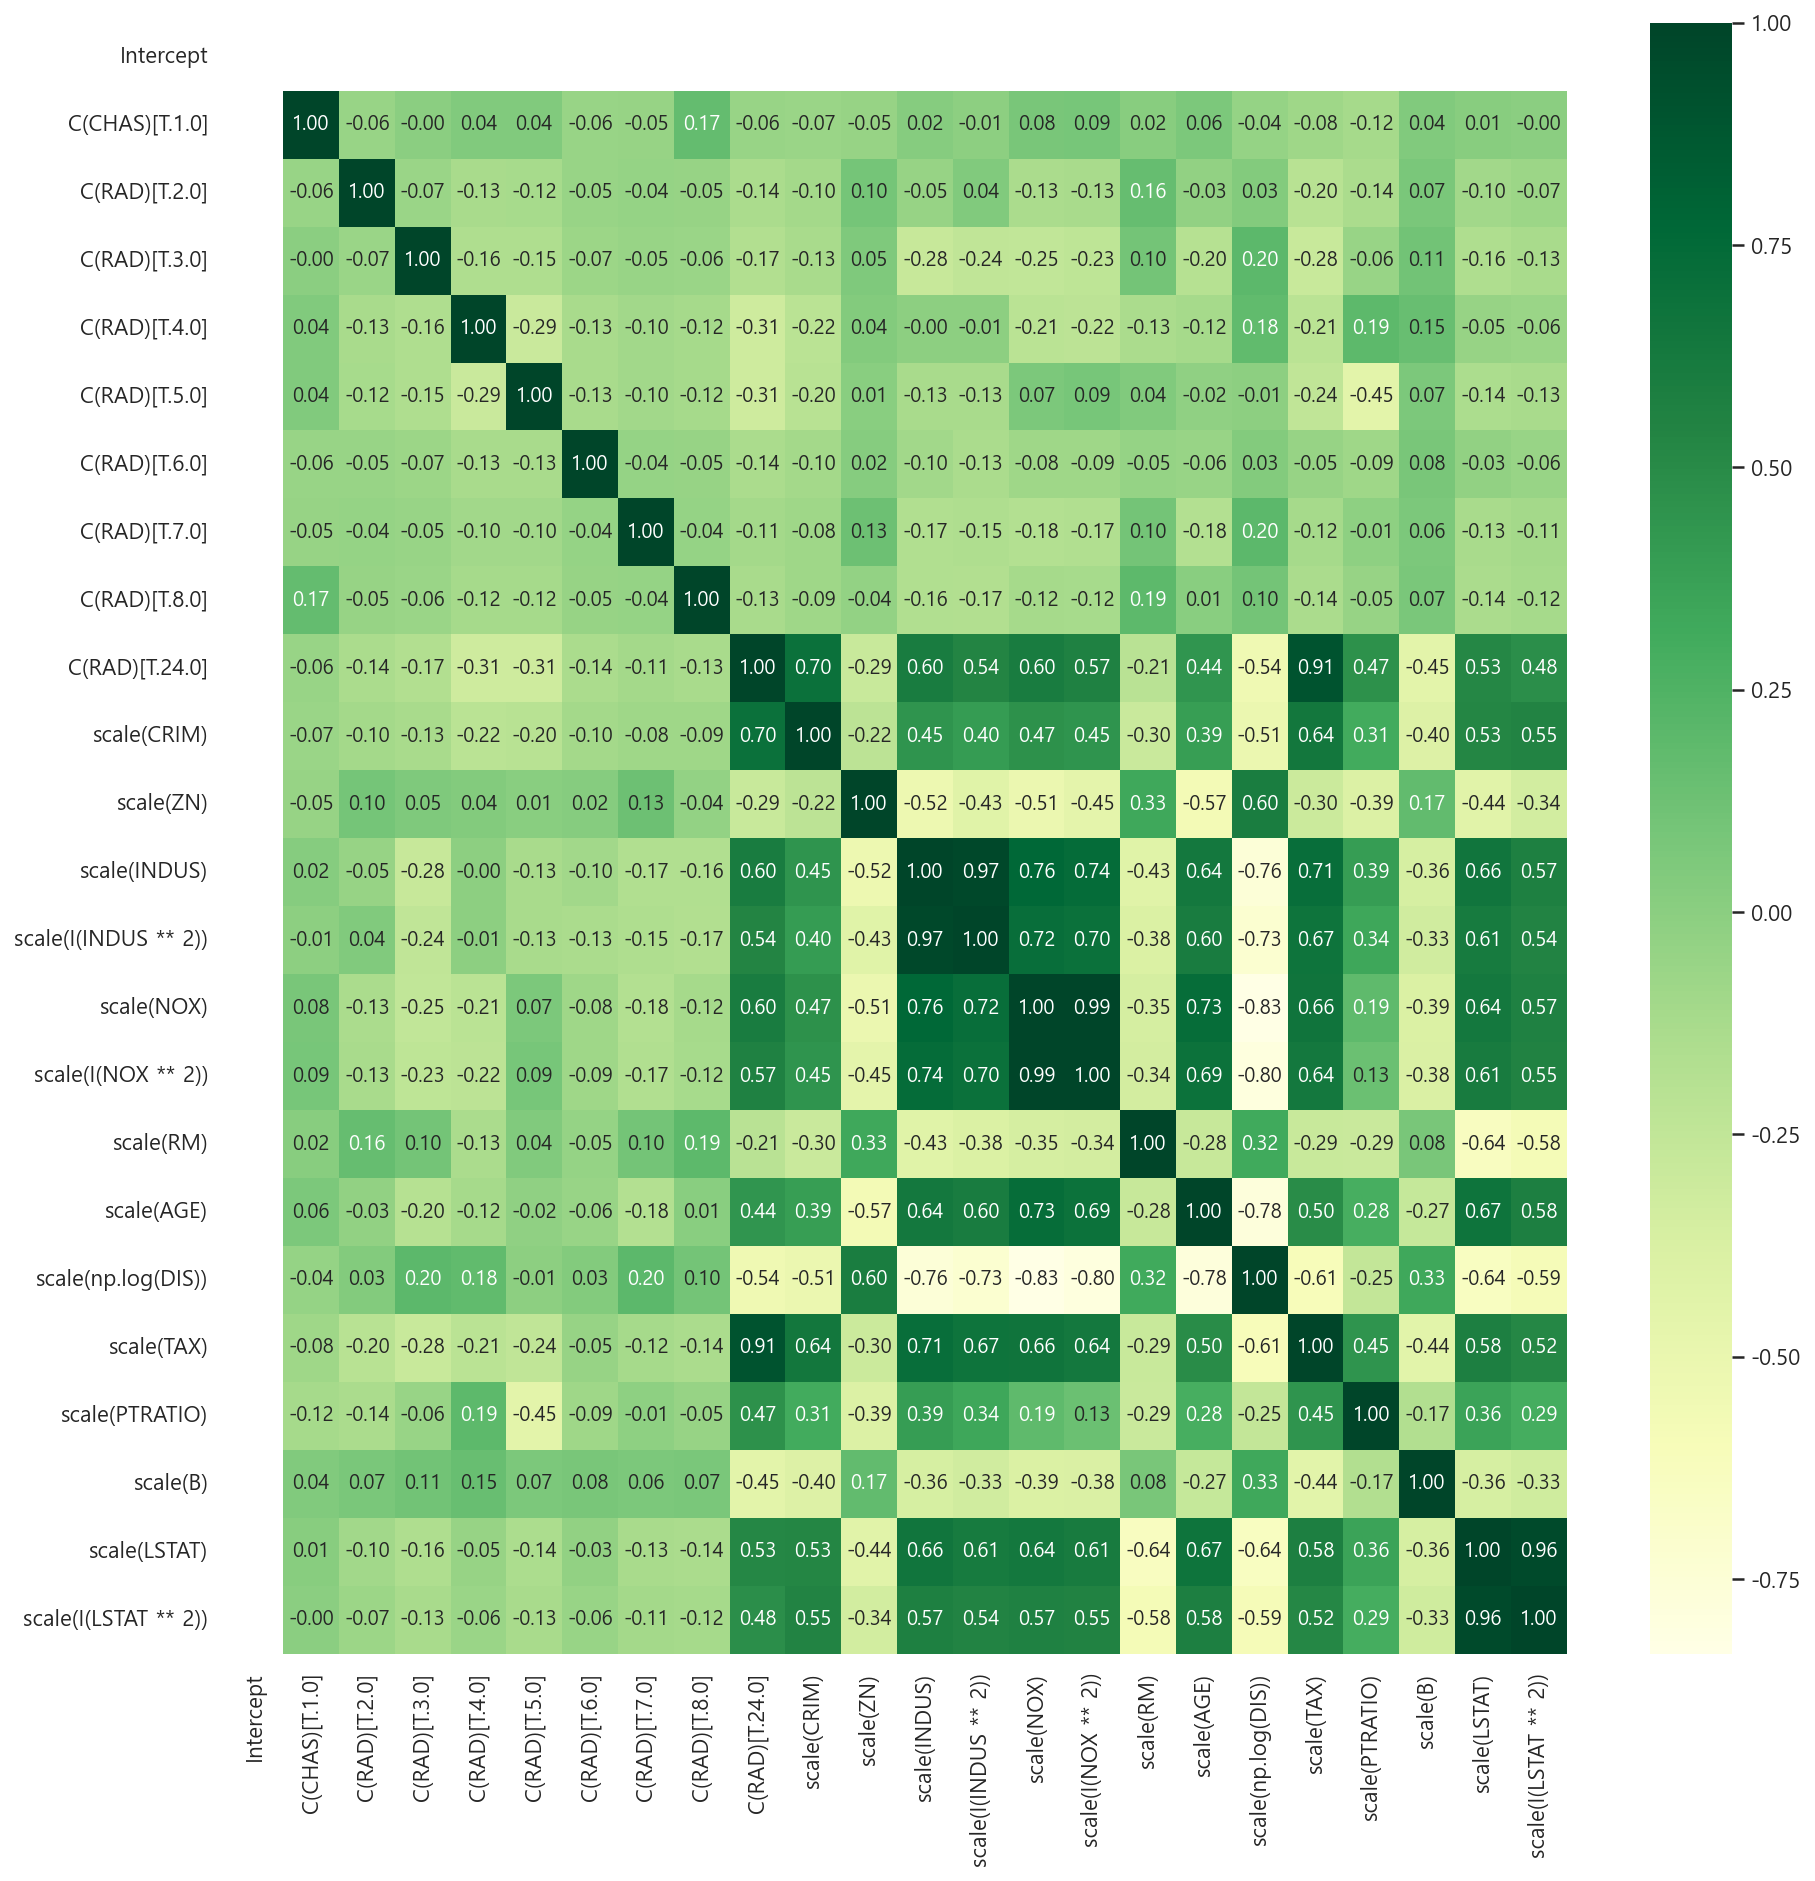 Intercept
C(CHAS)[T.1.0] 1.00 -0.06 -0.00 0.04 0.04 -0.06 -0.05 0.17 -0.06 -0.07 -0.05 0.02 -0.01 0.08 0.09 0.02 0.06 -0.04 -0.08 -0.12 0.04 0.01 -0.00
C(RAD)[T.2.0] -0.06 1.00 -0.07 -0.13 -0.12 -0.05 -0.04 -0.05 -0.14 -0.10 0.10 -0.05 0.04 -0.13 -0.13 0.16 -0.03 0.03 -0.20 -0.14 0.07 -0.10 -0.07
C(RAD)[T.3.0] -0.00 -0.07 1.00 -0.16 -0.15 -0.07 -0.05 -0.06 -0.17 -0.13 0.05 -0.28 -0.24 -0.25 -0.23 0.10 -0.20 0.20 -0.28 -0.06 0.11 -0.16 -0.13
C(RAD)[T.4.0] 0.04 -0.13 -0.16 1.00 -0.29 -0.13 -0.10 -0.12 -0.31 -0.22 0.04 -0.00 -0.01 -0.21 -0.22 -0.13 -0.12 0.18 -0.21 0.19 0.15 -0.05 -0.06
C(RAD)[T.5.0] 0.04 -0.12 -0.15 -0.29 1.00 -0.13 -0.10 -0.12 -0.31 -0.20 0.01 -0.13 -0.13 0.07 0.09 0.04 -0.02 -0.01 -0.24 -0.45 0.07 -0.14 -0.13
C(RAD)[T.6.0] -0.06 -0.05 -0.07 -0.13 -0.13 1.00 -0.04 -0.05 -0.14 -0.10 0.02 -0.10 -0.13 -0.08 -0.09 -0.05 -0.06 0.03 -0.05 -0.09 0.08 -0.03 -0.06
C(RAD)[T.7.0] -0.05 -0.04 -0.05 -0.10 -0.10 -0.04 1.00 -0.04 -0.11 -0.08 0.13 -0.17 -0.15 -0.18 -0.17 0.10 -0.18 0.20 -0.12 -0.01 0.06 -0.13 -0.11
C(RAD)[T.8.0] 0.17 -0.05 -0.06 -0.12 -0.12 -0.05 -0.04 1.00 -0.13 -0.09 -0.04 -0.16 -0.17 -0.12 -0.12 0.19 0.01 0.10 -0.14 -0.05 0.07 -0.14 -0.12
C(RAD)[T.24.0] -0.06 -0.14 -0.17 -0.31 -0.31 -0.14 -0.11 -0.13 1.00 0.70 -0.29 0.60 0.54 0.60 0.57 -0.21 0.44 -0.54 0.91 0.47 -0.45 0.53 0.48
scale(CRIM) -0.07 -0.10 -0.13 -0.22 -0.20 -0.10 -0.08 -0.09 0.70 1.00 -0.22 0.45 0.40 0.47 0.45 -0.30 0.39 -0.51 0.64 0.31 -0.40 0.53 0.55
scale(ZN) -0.05 0.10 0.05 0.04 0.01 0.02 0.13 -0.04 -0.29 -0.22 1.00 -0.52 -0.43 -0.51 -0.45 0.33 -0.57 0.60 -0.30 -0.39 0.17 -0.44 -0.34
scale(INDUS) 0.02 -0.05 -0.28 -0.00 -0.13 -0.10 -0.17 -0.16 0.60 0.45 -0.52 1.00 0.97 0.76 0.74 -0.43 0.64 -0.76 0.71 0.39 -0.36 0.66 0.57
scale(I(INDUS ** 2)) -0.01 0.04 -0.24 -0.01 -0.13 -0.13 -0.15 -0.17 0.54 0.40 -0.43 0.97 1.00 0.72 0.70 -0.38 0.60 -0.73 0.67 0.34 -0.33 0.61 0.54
scale(NOX) 0.08 -0.13 -0.25 -0.21 0.07 -0.08 -0.18 -0.12 0.60 0.47 -0.51 0.76 0.72 1.00 0.99 -0.35 0.73 -0.83 0.66 0.19 -0.39 0.64 0.57
scale(I(NOX ** 2)) 0.09 -0.13 -0.23 -0.22 0.09 -0.09 -0.17 -0.12 0.57 0.45 -0.45 0.74 0.70 0.99 1.00 -0.34 0.69 -0.80 0.64 0.13 -0.38 0.61 0.55
scale(RM) 0.02 0.16 0.10 -0.13 0.04 -0.05 0.10 0.19 -0.21 -0.30 0.33 -0.43 -0.38 -0.35 -0.34 1.00 -0.28 0.32 -0.29 -0.29 0.08 -0.64 -0.58
scale(AGE) 0.06 -0.03 -0.20 -0.12 -0.02 -0.06 -0.18 0.01 0.44 0.39 -0.57 0.64 0.60 0.73 0.69 -0.28 1.00 -0.78 0.50 0.28 -0.27 0.67 0.58
scale(np.log(DIS)) -0.04 0.03 0.20 0.18 -0.01 0.03 0.20 0.10 -0.54 -0.51 0.60 -0.76 -0.73 -0.83 -0.80 0.32 -0.78 1.00 -0.61 -0.25 0.33 -0.64 -0.59
scale(TAX) -0.08 -0.20 -0.28 -0.21 -0.24 -0.05 -0.12 -0.14 0.91 0.64 -0.30 0.71 0.67 0.66 0.64 -0.29 0.50 -0.61 1.00 0.45 -0.44 0.58 0.52
scale(PTRATIO) -0.12 -0.14 -0.06 0.19 -0.45 -0.09 -0.01 -0.05 0.47 0.31 -0.39 0.39 0.34 0.19 0.13 -0.29 0.28 -0.25 0.45 1.00 -0.17 0.36 0.29
scale(B) 0.04 0.07 0.11 0.15 0.07 0.08 0.06 0.07 -0.45 -0.40 0.17 -0.36 -0.33 -0.39 -0.38 0.08 -0.27 0.33 -0.44 -0.17 1.00 -0.36 -0.33
scale(LSTAT) 0.01 -0.10 -0.16 -0.05 -0.14 -0.03 -0.13 -0.14 0.53 0.53 -0.44 0.66 0.61 0.64 0.61 -0.64 0.67 -0.64 0.58 0.36 -0.36 1.00 0.96
scale(I(LSTAT ** 2)) -0.00 -0.07 -0.13 -0.06 -0.13 -0.06 -0.11 -0.12 0.48 0.55 -0.34 0.57 0.54 0.57 0.55 -0.58 0.58 -0.59 0.52 0.29 -0.33 0.96 1.00
Intercept
C(CHAS)[T.1.0]
C(RAD)[T.2.0]
C(RAD)[T.3.0]
C(RAD)[T.4.0]
C(RAD)[T.5.0]
C(RAD)[T.6.0]
C(RAD)[T.7.0]
C(RAD)[T.8.0]
C(RAD)[T.24.0]
scale(CRIM)
scale(ZN)
scale(INDUS)
scale(I(INDUS ** 2))
scale(NOX)
scale(I(NOX ** 2))
scale(RM)
scale(AGE)
scale(np.log(DIS))
scale(TAX)
scale(PTRATIO)
scale(B)
scale(LSTAT)
scale(I(LSTAT ** 2))
1.00
0.75
0.50
0.25
0.00
-0.25
-0.50
-0.75